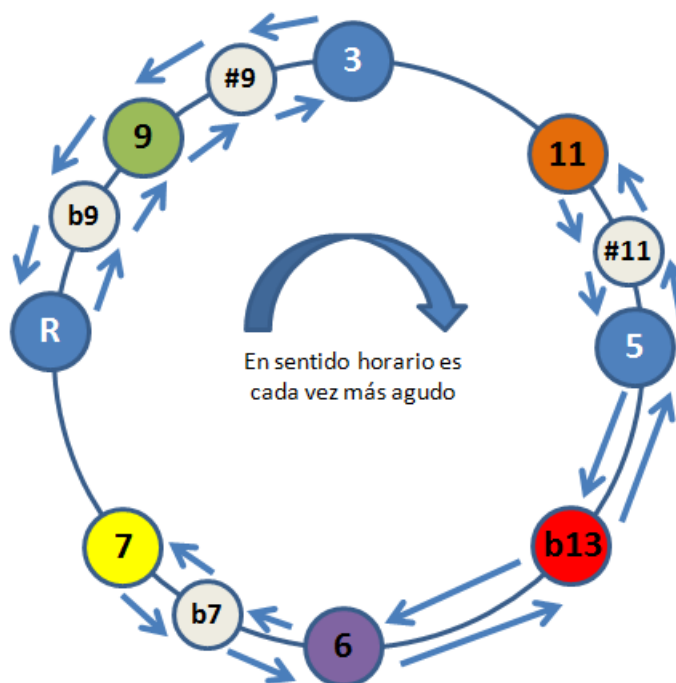 3
#9
9
b9
R
11
#11
5
En sentido horario es
cada vez más agudo
7
b7
6
b13